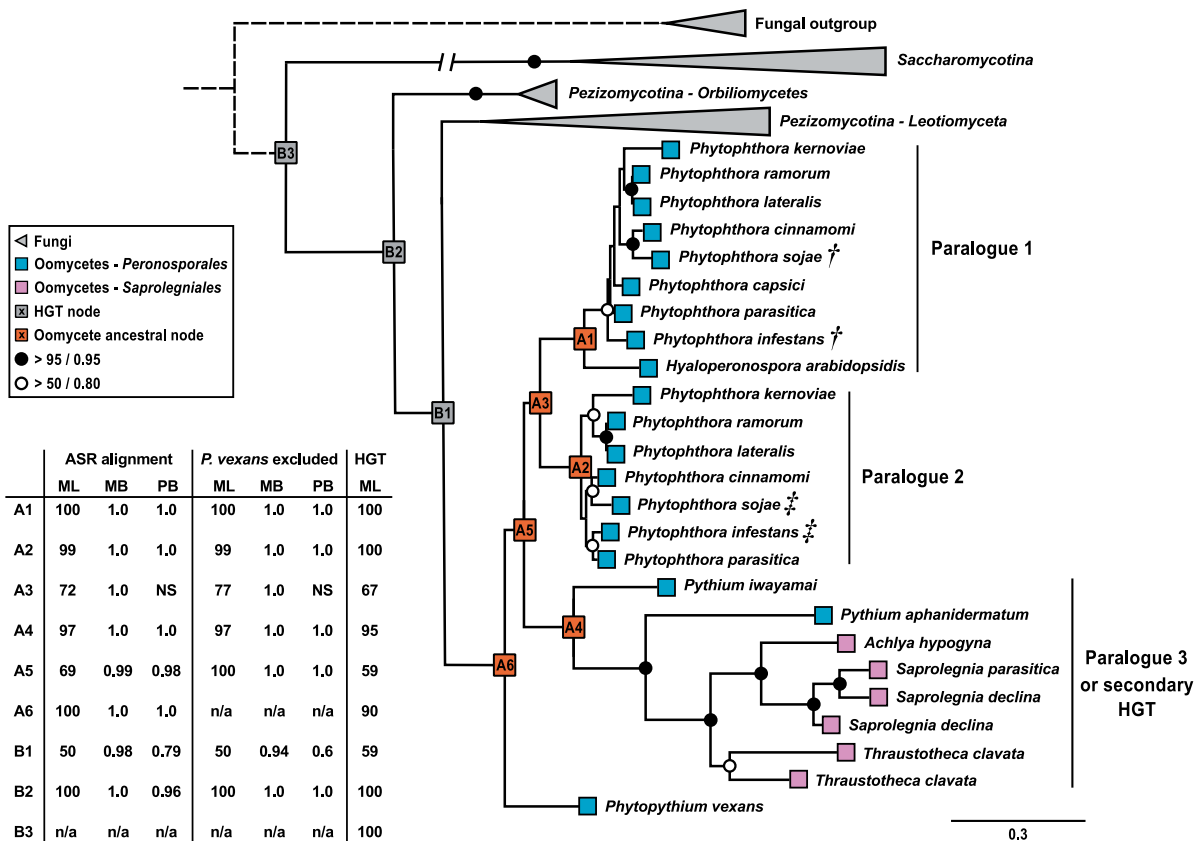 Fungal outgroup
Saccharomycotina
Pezizomycotina - Orbiliomycetes
Pezizomycotina - Leotiomyceta
B3
B2
B1
Phytophthora kernoviae
Phytophthora ramorum
Phytophthora lateralis
Phytophthora cinnamomi
Phytophthora sojae †
Phytophthora capsici
Phytophthora parasitica
Phytophthora infestans †
Hyaloperonospora arabidopsidis
Paralogue 1
A1
A3
Phytophthora kernoviae
Phytophthora ramorum
Phytophthora lateralis
Phytophthora cinnamomi
Phytophthora sojae ‡
Phytophthora infestans ‡
Phytophthora parasitica
Paralogue 2
A2
A5
Pythium iwayamai
Pythium aphanidermatum
Achlya hypogyna
Saprolegnia parasitica
Saprolegnia declina
Saprolegnia declina
Thraustotheca clavata
Thraustotheca clavata
Paralogue 3
or secondary
HGT
A4
A6
Phytopythium vexans
0.3
Fungi
Oomycetes - Peronosporales
Oomycetes - Saprolegniales
x HGT node
x Oomycete ancestral node
> 95 / 0.95
> 50 / 0.80
ASR alignment P. vexans excluded HGT
ML MB PB ML MB PB ML
A1 100 1.0 1.0 100 1.0 1.0 100
A2 99 1.0 1.0 99 1.0 1.0 100
A3 72 1.0 NS 77 1.0 NS 67
A4 97 1.0 1.0 97 1.0 1.0 95
A5 69 0.99 0.98 100 1.0 1.0 59
A6 100 1.0 1.0 n/a n/a n/a 90
B1 50 0.98 0.79 50 0.94 0.6 59
B2 100 1.0 0.96 100 1.0 1.0 100
B3 n/a n/a n/a n/a n/a n/a 100